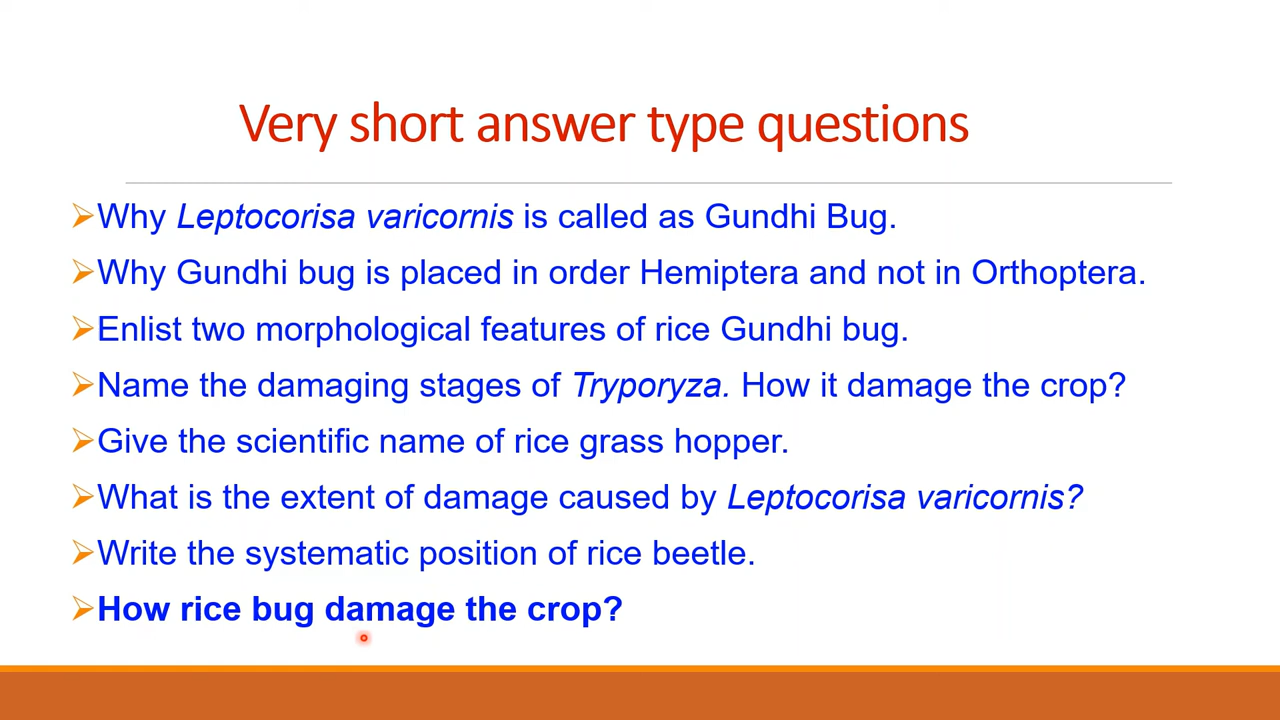 Very short answer type questions
Why Leptocorisa varicornis is called as Gundhi Bug.
Why Gundhi bug is placed in order Hemiptera and not in Orthoptera.
Enlist two morphological features of rice Gundhi bug.
Name the damaging stages of Tryporyza. How it damage the crop?
Give the scientific name of rice grass hopper.
What is the extent of damage caused by Leptocorisa varicornis?
Write the systematic position of rice beetle.
How rice bug damage the crop?